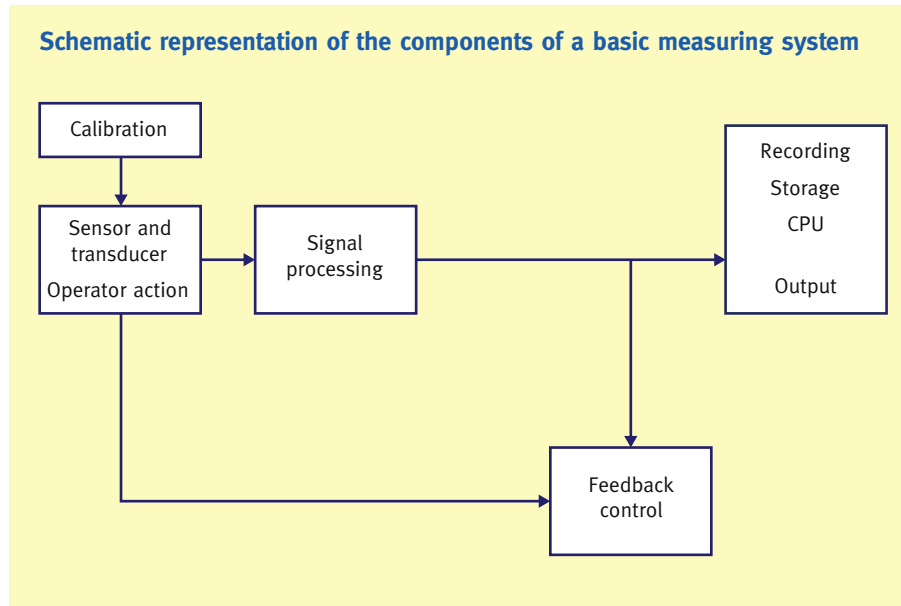 Schematic representation of the components of a basic measuring system
Calibration
Sensor and
transducer
Operator action
Signal
processing
Recording
Storage
CPU
Output
Feedback
control